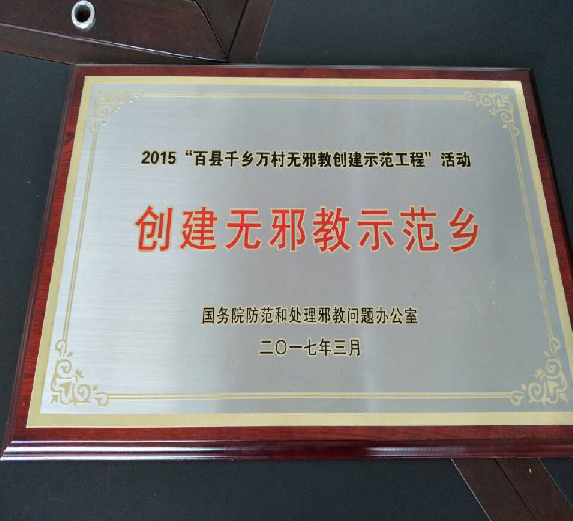 2015“百县千乡万村无邪教创建示范工程”活动
创建无邪教示范乡
国务院防范和处理邪教问题办公室
二〇一七年三月